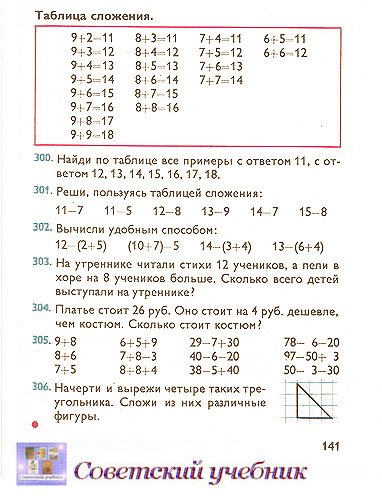 Таблица сложения.
9+2=11 8+3=11 7+4=11 6+5=11
9+3=12 8+4=12 7+5=12 6+6=12
9+4=13 8+5=13 7+6=13
9+5=14 8+6=14 7+7=14
9+6=15 8+7=15
9+7=16 8+8=16
9+8=17
9+9=18
300. Найди по таблице все примеры с ответом 11, с от-
ветом 12, 13, 14, 15, 16, 17, 18.
301. Реши, пользуясь таблицей сложения:
11—7 11—5 12—8 13—9 14—7 15—8
302. Вычисли удобным способом:
12—(2+5) (10+7)—5 14—(3+4) 13—(6+4)
303. На утреннике читали стихи 12 учеников, а пели в
хоре на 8 учеников больше. Сколько всего детей
выступали на утреннике?
304. Платье стоит 26 руб. Оно стоит на 4 руб. дешевле,
чем костюм. Сколько стоит костюм?
305. 9+8 6+5+9 29—7+30 78— 6—20
8+6 7+8—3 40—6—20 97—50+ 3
7+5 8+8+4 38—5+40 50— 3—30
306. Начерти и вырежи четыре таких тре-
угольника. Сложи из них различные
фигуры.
141
Советский учебник